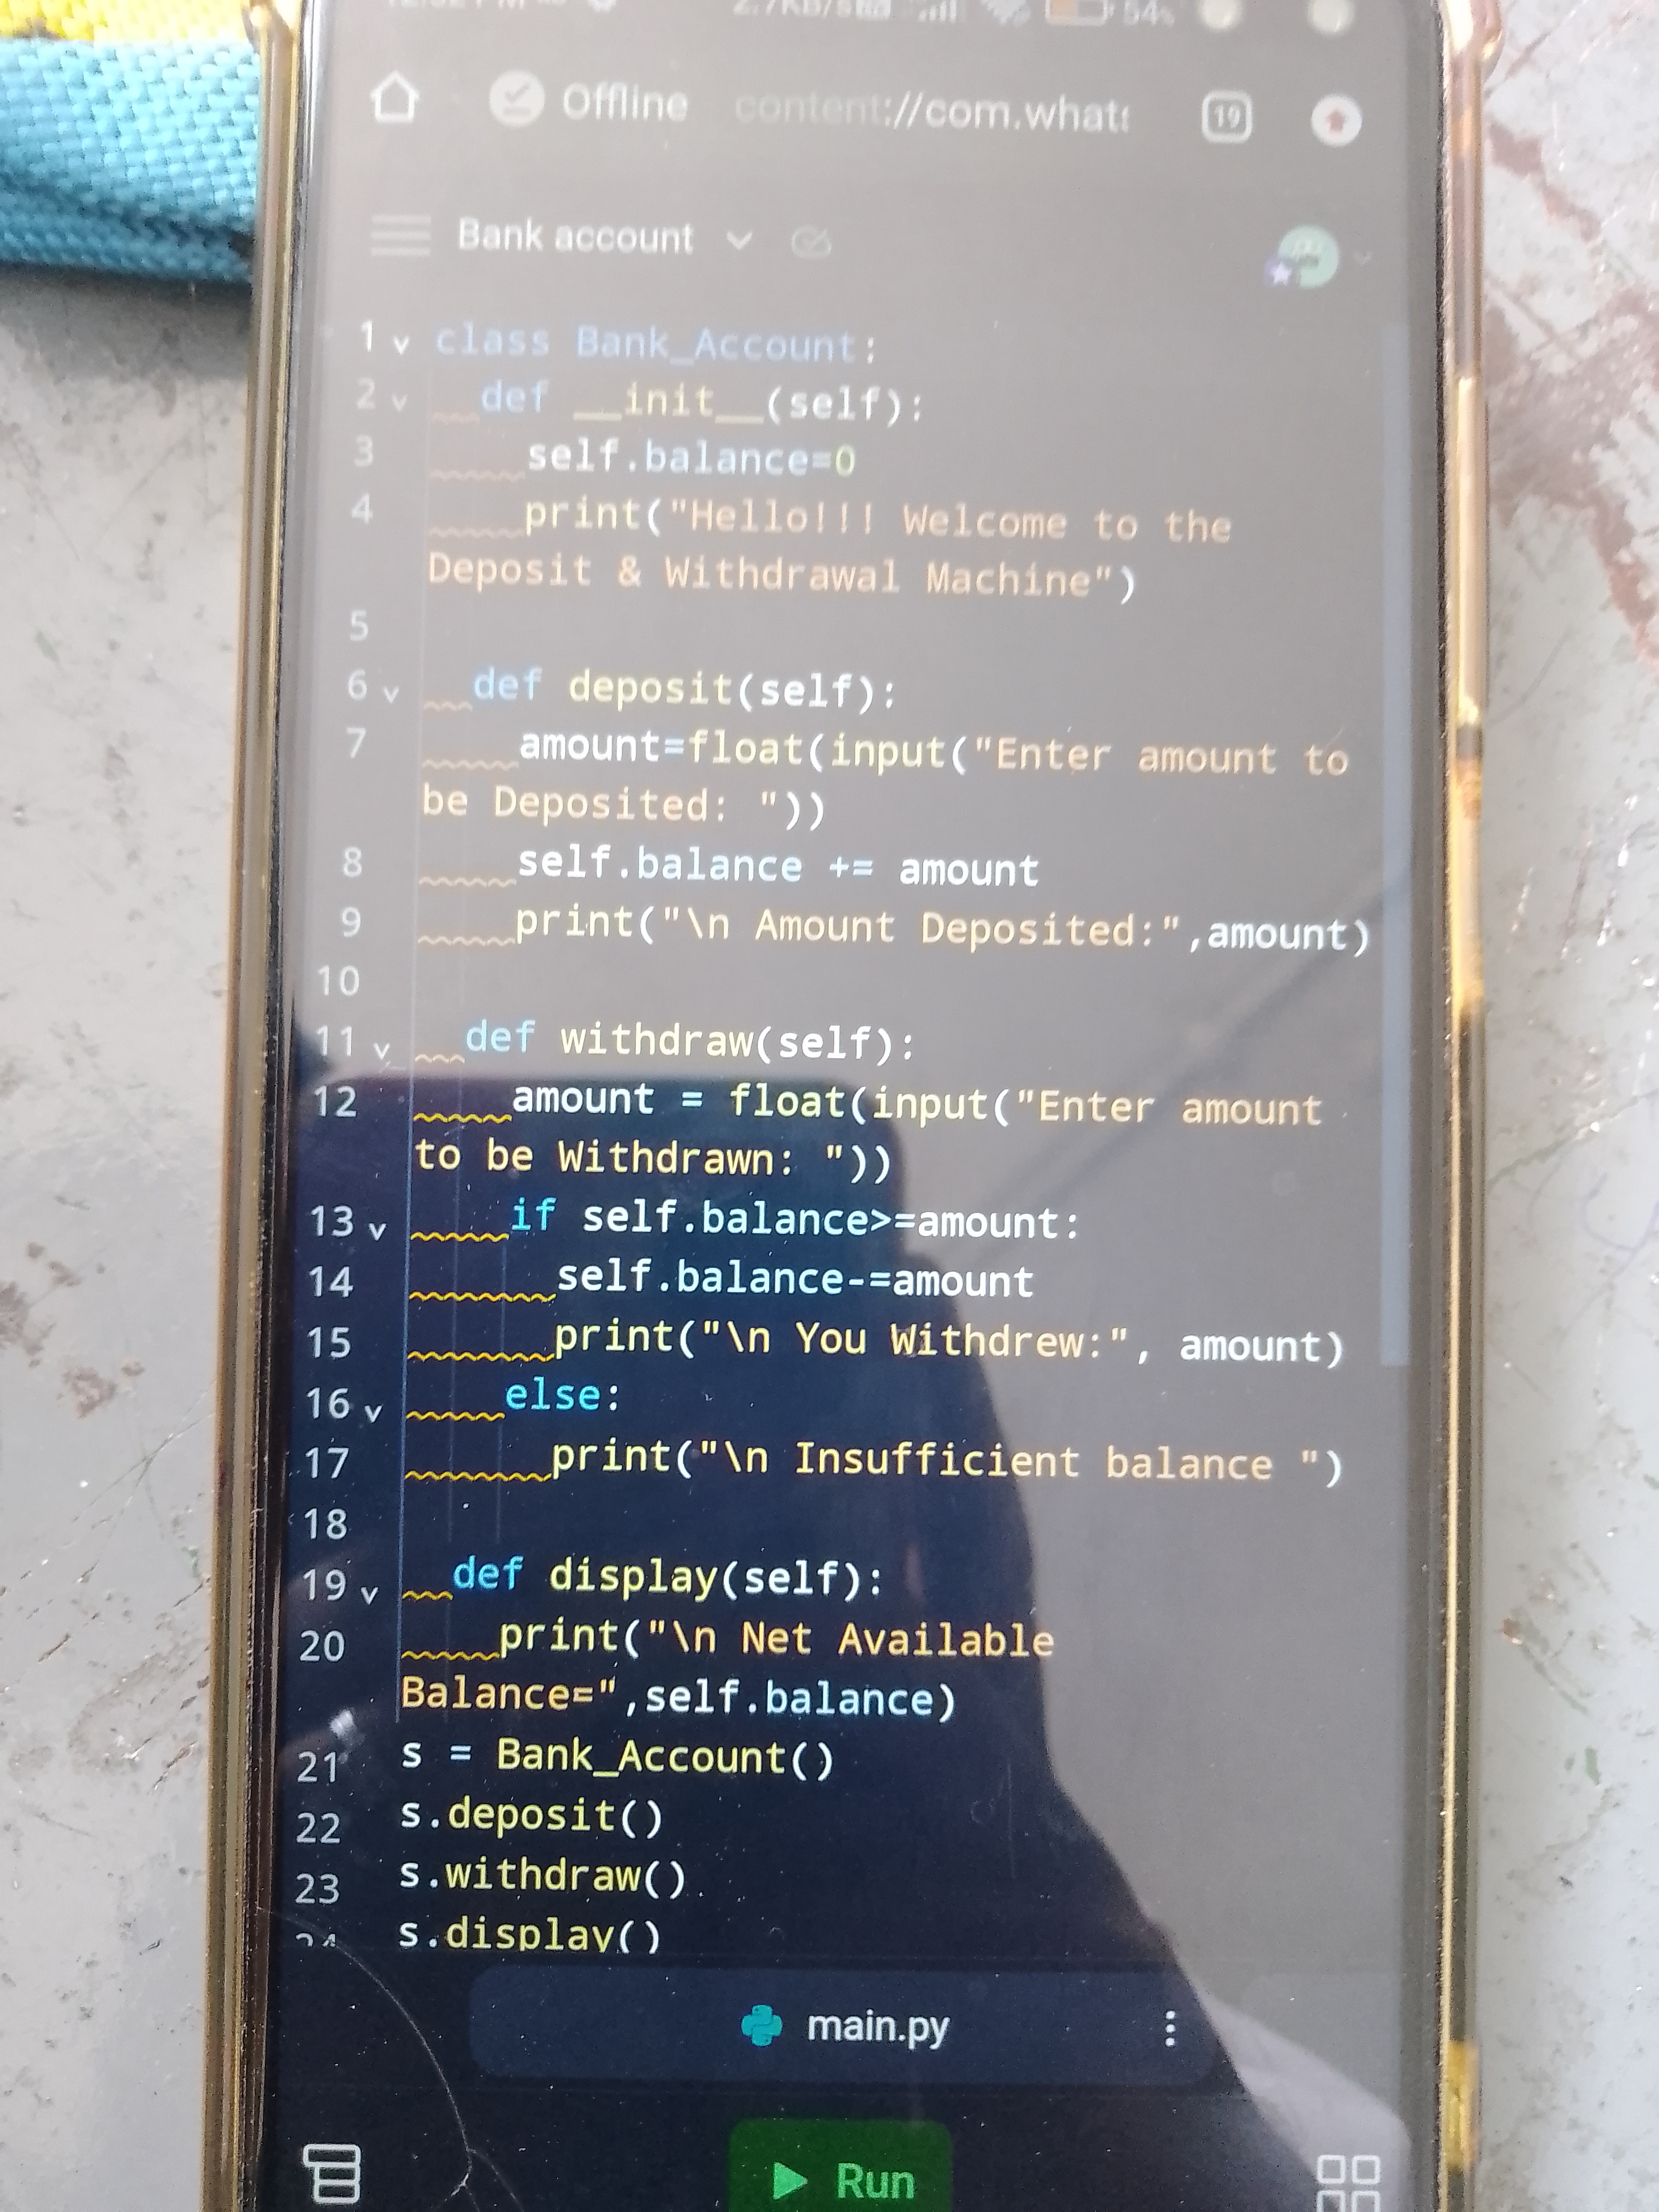 54%
Offline content://com.what
19
Bank account
1 class Bank_Account:
2 def __init__(self):
3 self.balance=0
4 print("Hello!!! Welcome to the
Deposit & Withdrawal Machine")
5
6 def deposit(self):
7 amount=float(input("Enter amount to
be Deposited: "))
8 self.balance += amount
9 print("\n Amount Deposited:",amount)
10
11 def withdraw(self):
12 amount = float(input("Enter amount
to be Withdrawn: "))
13 if self.balance>=amount:
14 self.balance-=amount
15 print("\n You Withdrew:", amount)
16 else:
17 print("\n Insufficient balance ")
18
19 def display(self):
20 print("\n Net Available
Balance=",self.balance)
21 s = Bank_Account()
22 s.deposit()
23 s.withdraw()
24 s.display()
main.py
Run